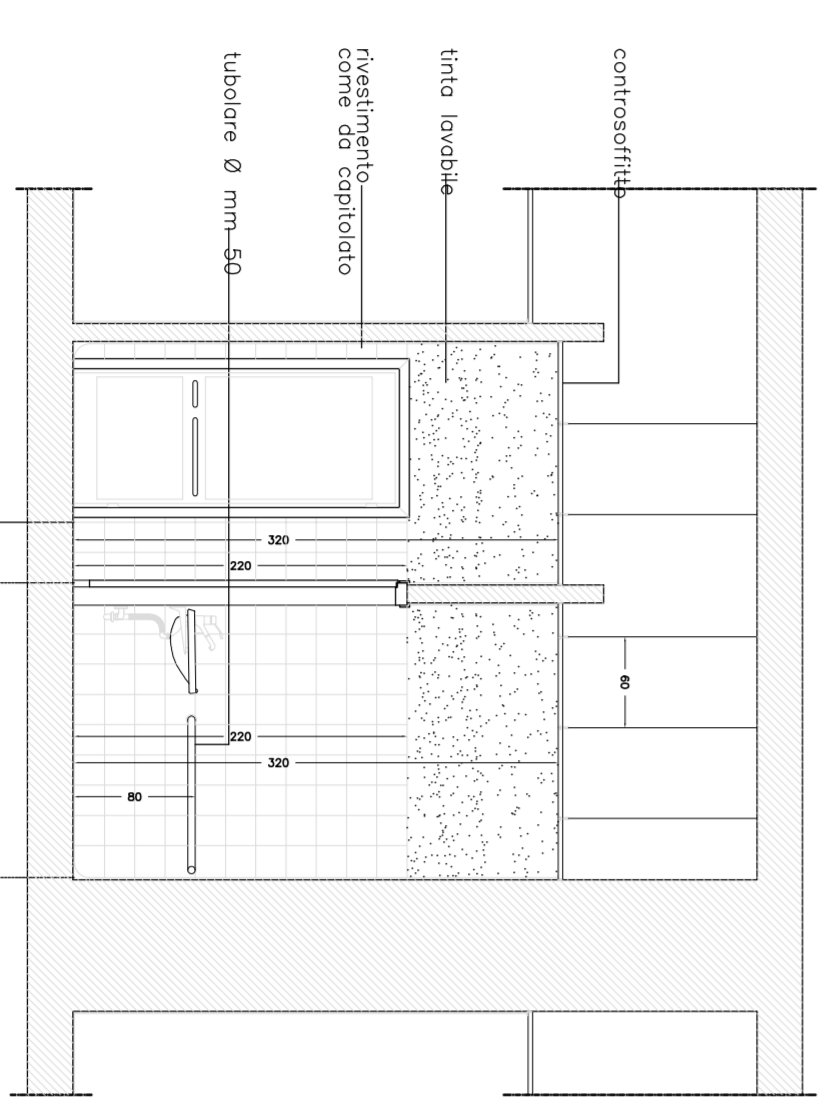 controsoffitto
tinta lavabile
rivestimento
come da capitolato
tubolare Ø mm 50
60
320
220
220
320
80